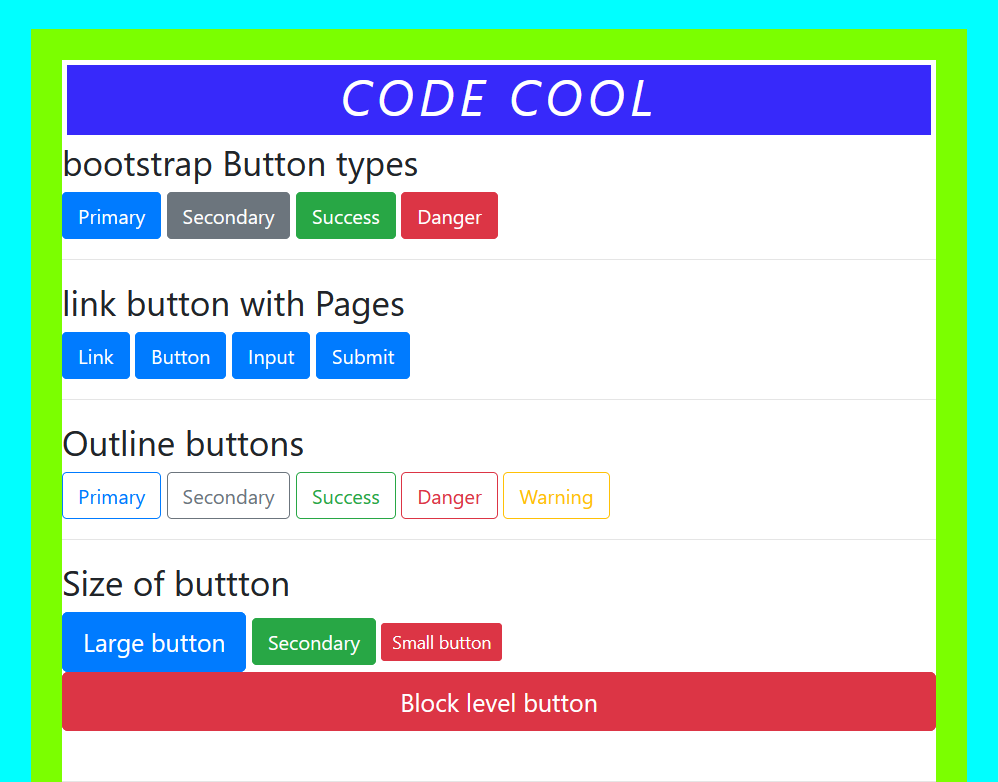 CODE COOL
bootstrap Button types
Primary Secondary Success Danger
link button with Pages
Link Button Input Submit
Outline buttons
Primary Secondary Success Danger Warning
Size of buttton
Large button Secondary Small button
Block level button